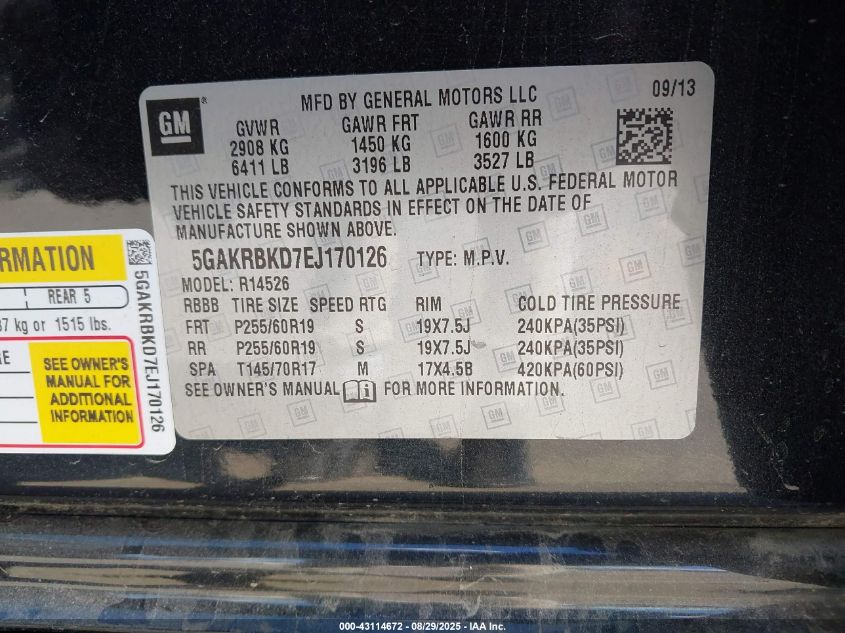 MFD BY GENERAL MOTORS LLC 09/13
GM ®
GVWR GAWR FRT GAWR RR
2908 KG 1450 KG 1600 KG
6411 LB 3196 LB 3527 LB
THIS VEHICLE CONFORMS TO ALL APPLICABLE U.S. FEDERAL MOTOR
VEHICLE SAFETY STANDARDS IN EFFECT ON THE DATE OF
MANUFACTURE SHOWN ABOVE.
5GAKRBKD7EJ170126 TYPE: M.P.V.
MODEL: R14526
RBBB TIRE SIZE SPEED RTG RIM COLD TIRE PRESSURE
FRT P255/60R19 S 19X7.5J 240KPA(35PSI)
RR P255/60R19 S 19X7.5J 240KPA(35PSI)
SPA T145/70R17 M 17X4.5B 420KPA(60PSI)
SEE OWNER'S MANUAL FOR MORE INFORMATION.
RMATION
REAR 5
37 kg or 1515 lbs.
SEE OWNER'S
MANUAL FOR
ADDITIONAL
INFORMATION
5GAKRBKD7EJ170126
000-43114672 - 08/29/2025 - IAA Inc.